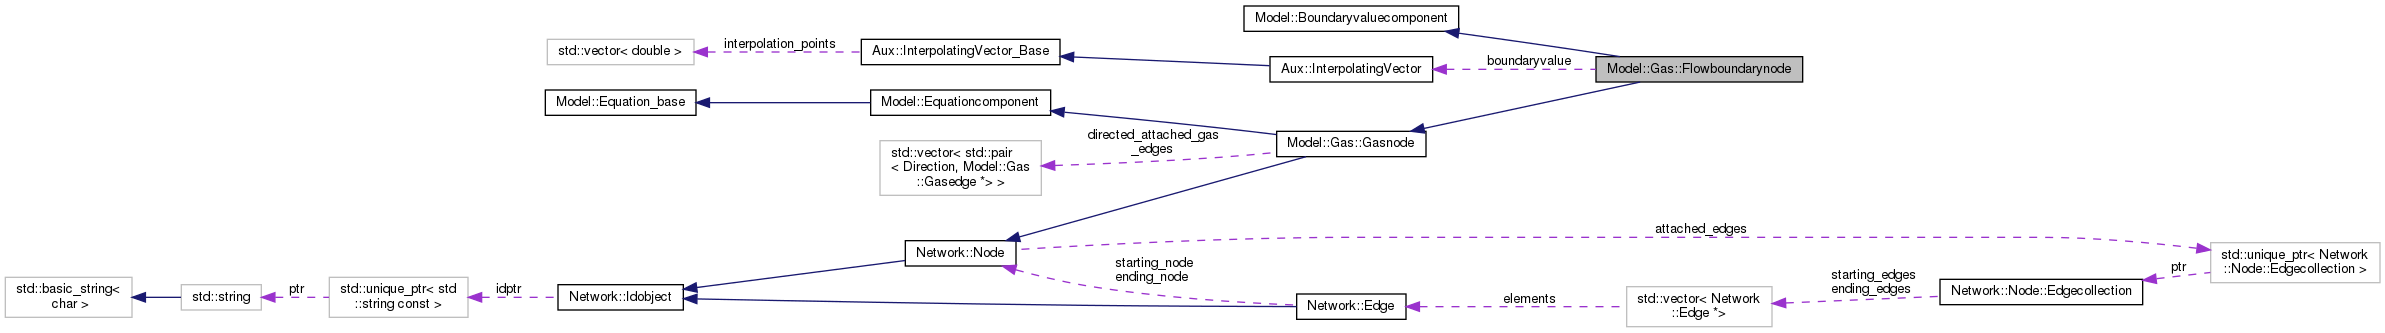 Model::Boundaryvaluecomponent
std::vector< double >
interpolation_points
Aux::InterpolatingVector_Base
Aux::InterpolatingVector
boundaryvalue
Model::Gas::Flowboundarynode
Model::Equation_base
Model::Equationcomponent
directed_attached_gas
_edges
Model::Gas::Gasnode
std::vector< std::pair
< Direction, Model::Gas
::Gasedge *> >
Network::Node
attached_edges
std::unique_ptr< Network
::Node::Edgecollection >
ptr
starting_node
ending_node
starting_edges
ending_edges
Network::Node::Edgecollection
std::basic_string<
char >
std::string
ptr
std::unique_ptr< std
::string const >
idptr
Network::Idobject
Network::Edge
elements
std::vector< Network
::Edge *>